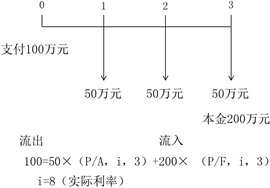 0 1 2 3
支付100万元
50万元 50万元 50万元
本金200万元
流出 流入
100=50×（P/A，i，3）+200×（P/F，i，3）
i=8（实际利率）